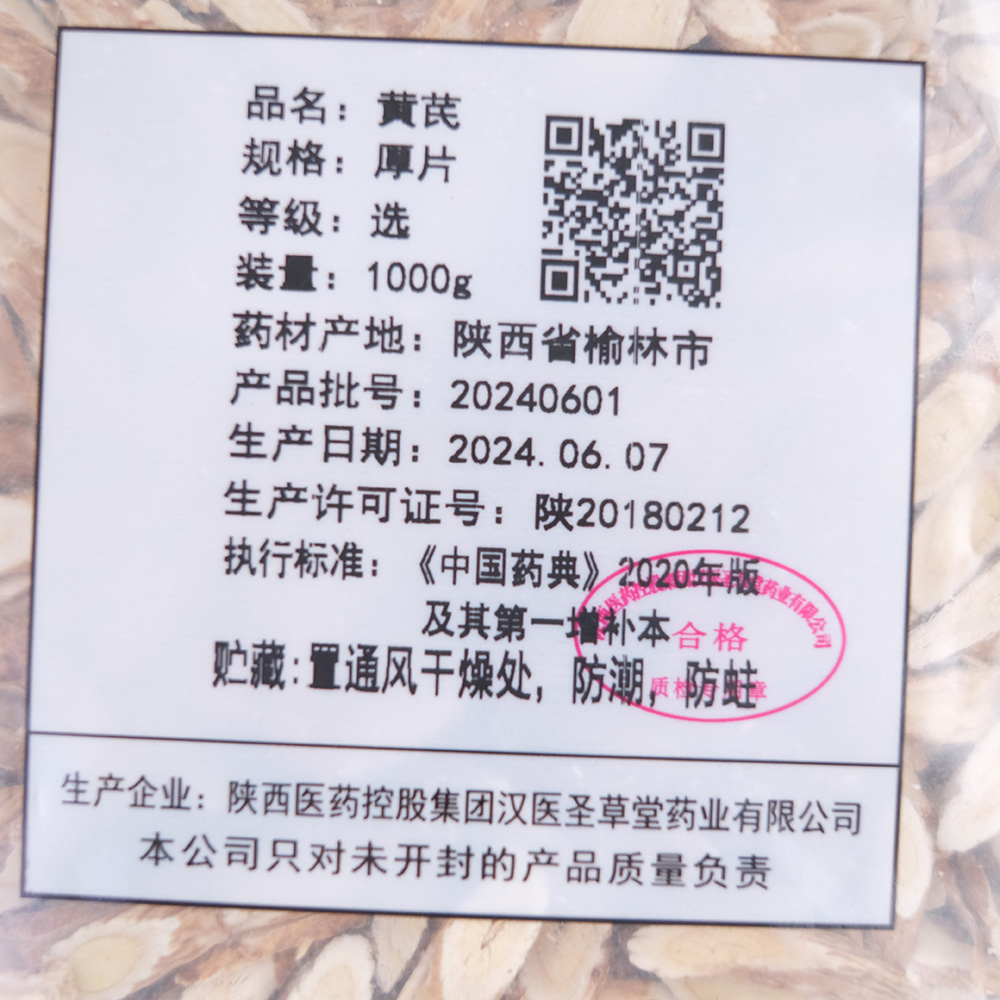 品名：黄芪
规格：厚片
等级：选
装量：1000g
药材产地：陕西省榆林市
产品批号：20240601
生产日期：2024.06.07
生产许可证号：陕20180212
执行标准：《中国药典》2020年版
及其第一增补本
合格
贮藏：置通风干燥处，防潮，防蛀
生产企业：陕西医药控股集团汉医圣草堂药业有限公司
本公司只对未开封的产品质量负责